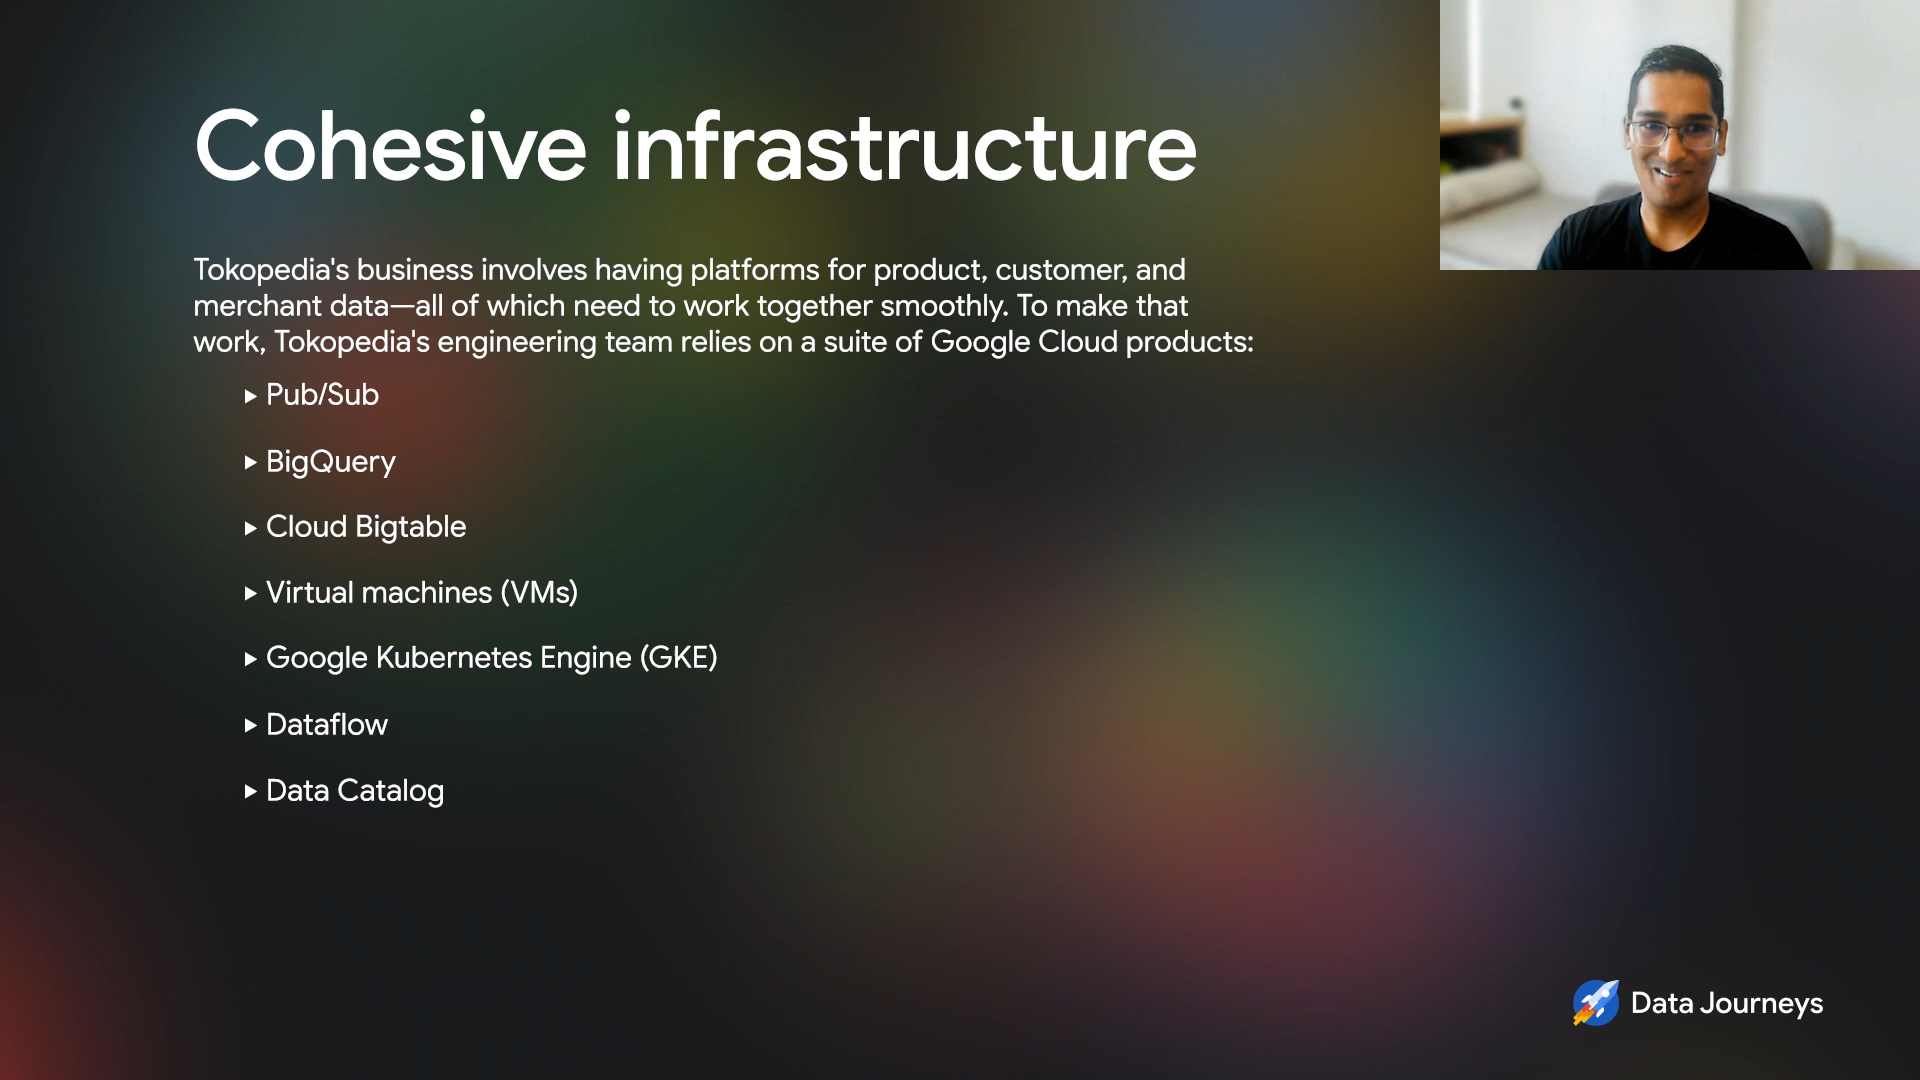 Cohesive infrastructure
Tokopedia's business involves having platforms for product, customer, and
merchant data—all of which need to work together smoothly. To make that
work, Tokopedia's engineering team relies on a suite of Google Cloud products:
▸ Pub/Sub
▸ BigQuery
▸ Cloud Bigtable
▸ Virtual machines (VMs)
▸ Google Kubernetes Engine (GKE)
▸ Dataflow
▸ Data Catalog
Data Journeys